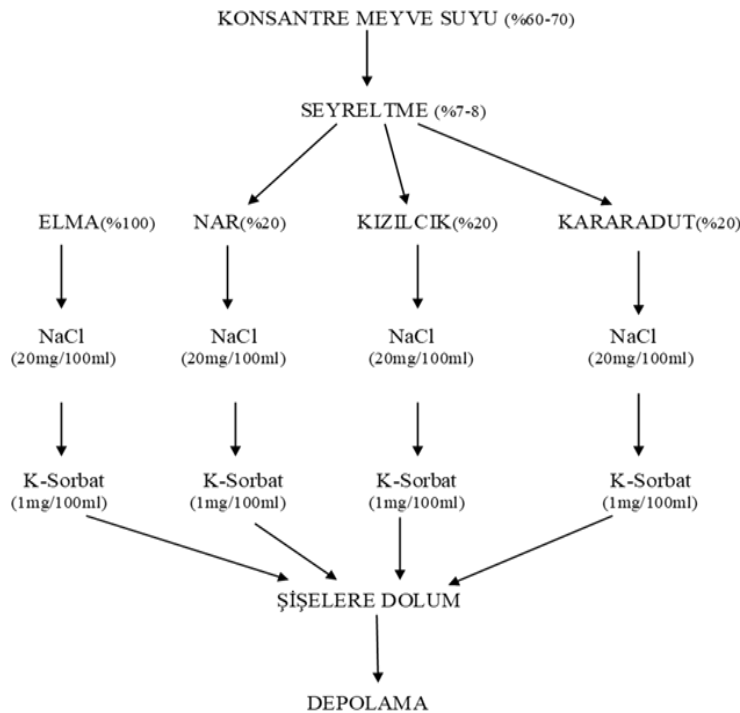 KONSANTRE MEYVE SUYU (%60-70)
SEYRELTME (%7-8)
ELMA(%100) NAR(%20) KIZILCIK(%20) KARARADUT(%20)
NaCl NaCl NaCl NaCl
(20mg/100ml) (20mg/100ml) (20mg/100ml) (20mg/100ml)
K-Sorbat K-Sorbat K-Sorbat K-Sorbat
(1mg/100ml) (1mg/100ml) (1mg/100ml) (1mg/100ml)
ŞİŞELERE DOLUM
DEPOLAMA